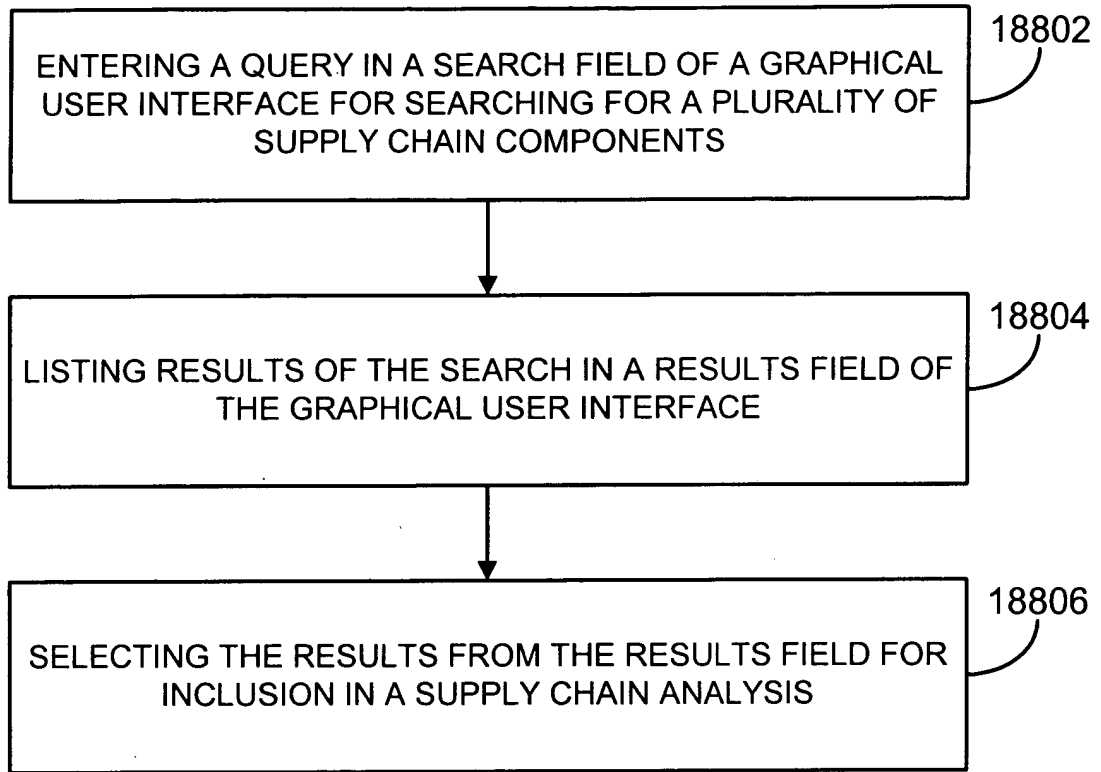 18802
ENTERING A QUERY IN A SEARCH FIELD OF A GRAPHICAL
USER INTERFACE FOR SEARCHING FOR A PLURALITY OF
SUPPLY CHAIN COMPONENTS
18804
LISTING RESULTS OF THE SEARCH IN A RESULTS FIELD OF
THE GRAPHICAL USER INTERFACE
18806
SELECTING THE RESULTS FROM THE RESULTS FIELD FOR
INCLUSION IN A SUPPLY CHAIN ANALYSIS